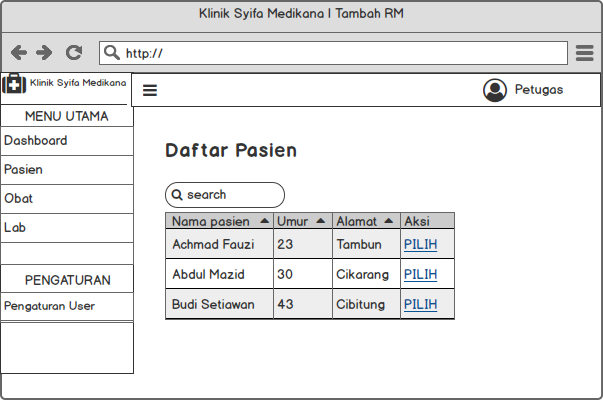 Klinik Syifa Medikana | Tambah RM
http://
Klinik Syifa Medikana
Petugas
MENU UTAMA
Dashboard
Pasien
Obat
Lab
PENGATURAN
Pengaturan User
Daftar Pasien
search
Nama pasien Umur Alamat Aksi
Achmad Fauzi 23 Tambun PILIH
Abdul Mazid 30 Cikarang PILIH
Budi Setiawan 43 Cibitung PILIH